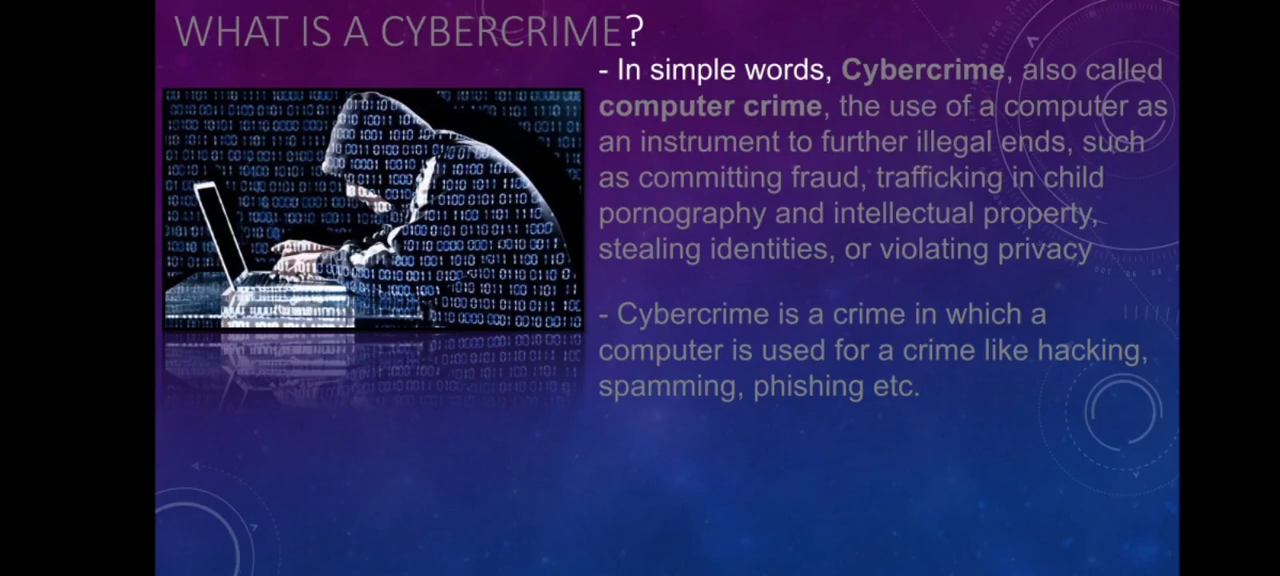 WHAT IS A CYBERCRIME?
- In simple words, Cybercrime, also called
computer crime, the use of a computer as
an instrument to further illegal ends, such
as committing fraud, trafficking in child
pornography and intellectual property,
stealing identities, or violating privacy
- Cybercrime is a crime in which a
computer is used for a crime like hacking,
spamming, phishing etc.